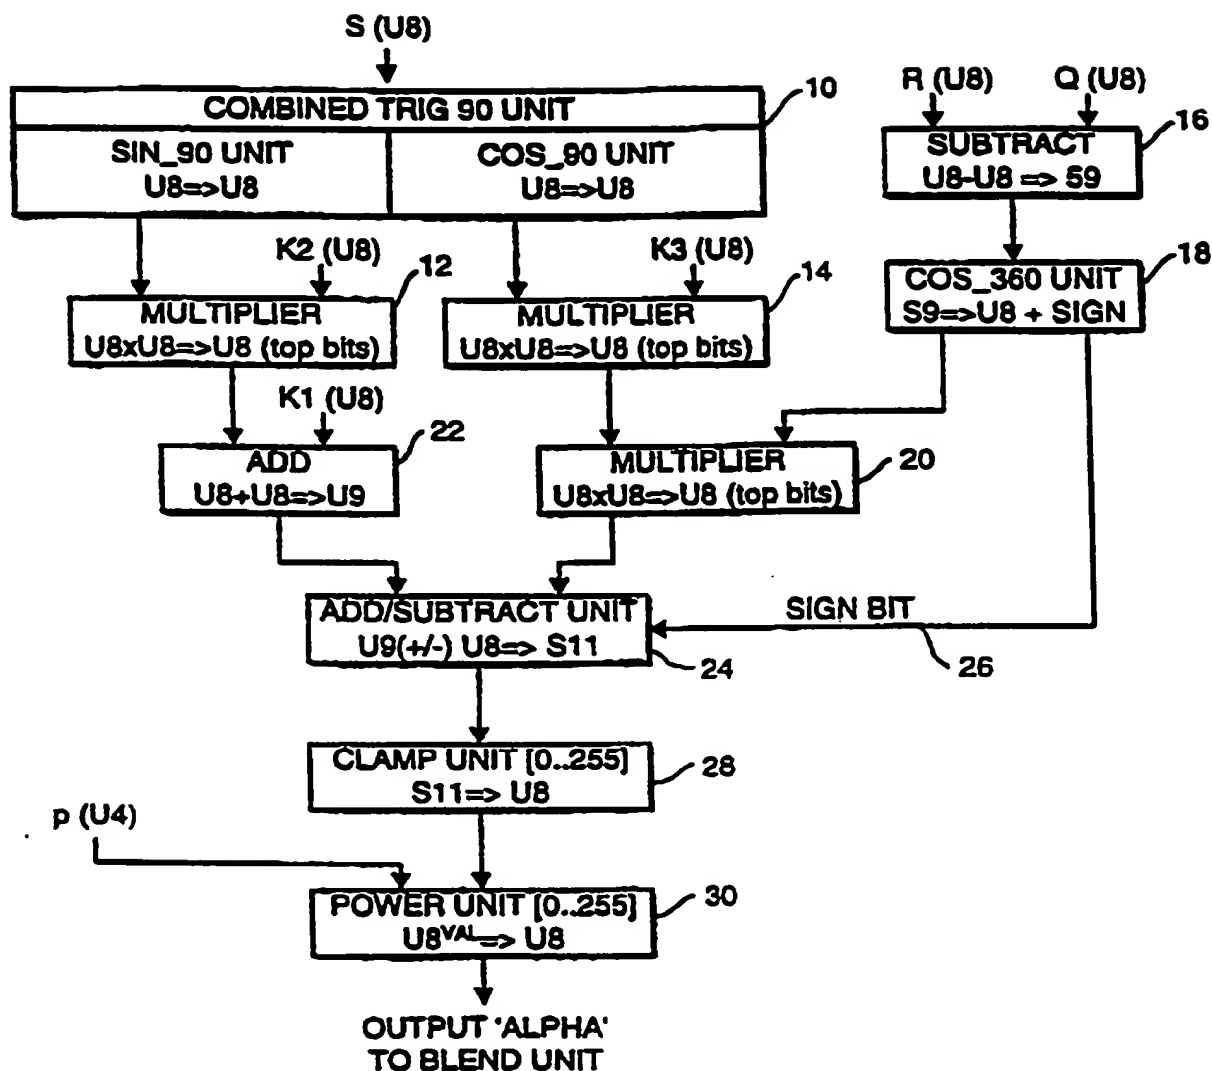 S (U8)
COMBINED TRIG 90 UNIT
10
SIN_90 UNIT
U8=>U8
COS_90 UNIT
U8=>U8
R (U8)
Q (U8)
16
SUBTRACT
U8-U8 => 59
K2 (U8)
12
MULTIPLIER
U8xU8=>U8 (top bits)
K3 (U8)
14
MULTIPLIER
U8xU8=>U8 (top bits)
18
COS_360 UNIT
S9=>U8 + SIGN
K1 (U8)
22
ADD
U8+U8=>U9
20
MULTIPLIER
U8xU8=>U8 (top bits)
ADD/SUBTRACT UNIT
U9(+/-) U8=> S11
24
SIGN BIT
26
CLAMP UNIT [0..255]
S11=> U8
28
p (U4)
POWER UNIT [0..255]
U8^VAL=> U8
30
OUTPUT 'ALPHA'
TO BLEND UNIT